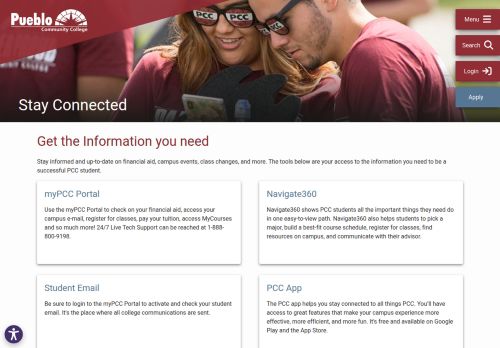 Pueblo
Community College
PCC
PCC
Menu
Search
Login
Apply
Stay Connected
Get the Information you need
Stay informed and up-to-date on financial aid, campus events, class changes, and more. The tools below are your access to the information you need to be a
successful PCC student.
myPCC Portal
Use the myPCC Portal to check on your financial aid, access your
campus e-mail, register for classes, pay your tuition, access MyCourses
and so much more! 24/7 Live Tech Support can be reached at 1-888-
800-9198.
Navigate360
Navigate360 shows PCC students all the important things they need do
in one easy-to-view path. Navigate360 also helps students to pick a
major, build a best-fit course schedule, register for classes, find
resources on campus, and communicate with their advisor.
Student Email
Be sure to login to the myPCC Portal to activate and check your student
email. It's the place where all college communications are sent.
PCC App
The PCC app helps you stay connected to all things PCC. You'll have
access to great features that make your campus experience more
effective, more efficient, and more fun. It's free and available on Google
Play and the App Store.